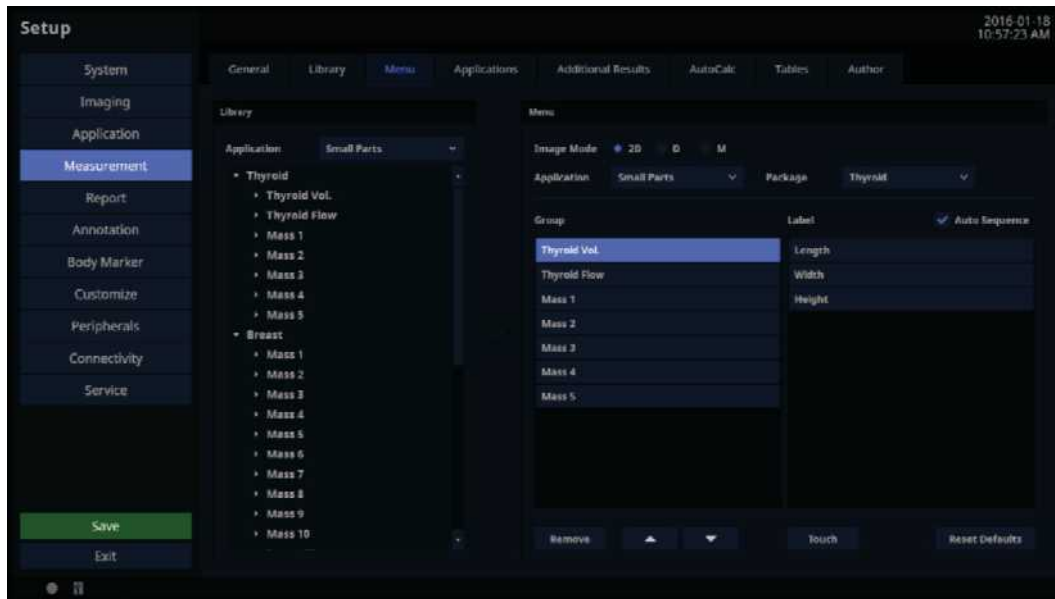 Setup
2016-01-18
10:57:23 AM
System
Imaging
Application
Measurement
Report
Annotation
Body Marker
Customize
Peripherals
Connectivity
Service
Save
Exit
General Library Menu Applications Additional Results AutoCalc Tables Author
Library
Application Small Parts
Thyroid
Thyroid Vol.
Thyroid Flow
Mass 1
Mass 2
Mass 3
Mass 4
Mass 5
Breast
Mass 1
Mass 2
Mass 3
Mass 4
Mass 5
Mass 6
Mass 7
Mass 8
Mass 9
Mass 10
Menu
Image Mode 2D D M
Application Small Parts Package Thyroid
Group Label Auto Sequence
Thyroid Vol. Length
Thyroid Flow Width
Mass 1 Height
Mass 2
Mass 3
Mass 4
Mass 5
Remove Touch Reset Defaults